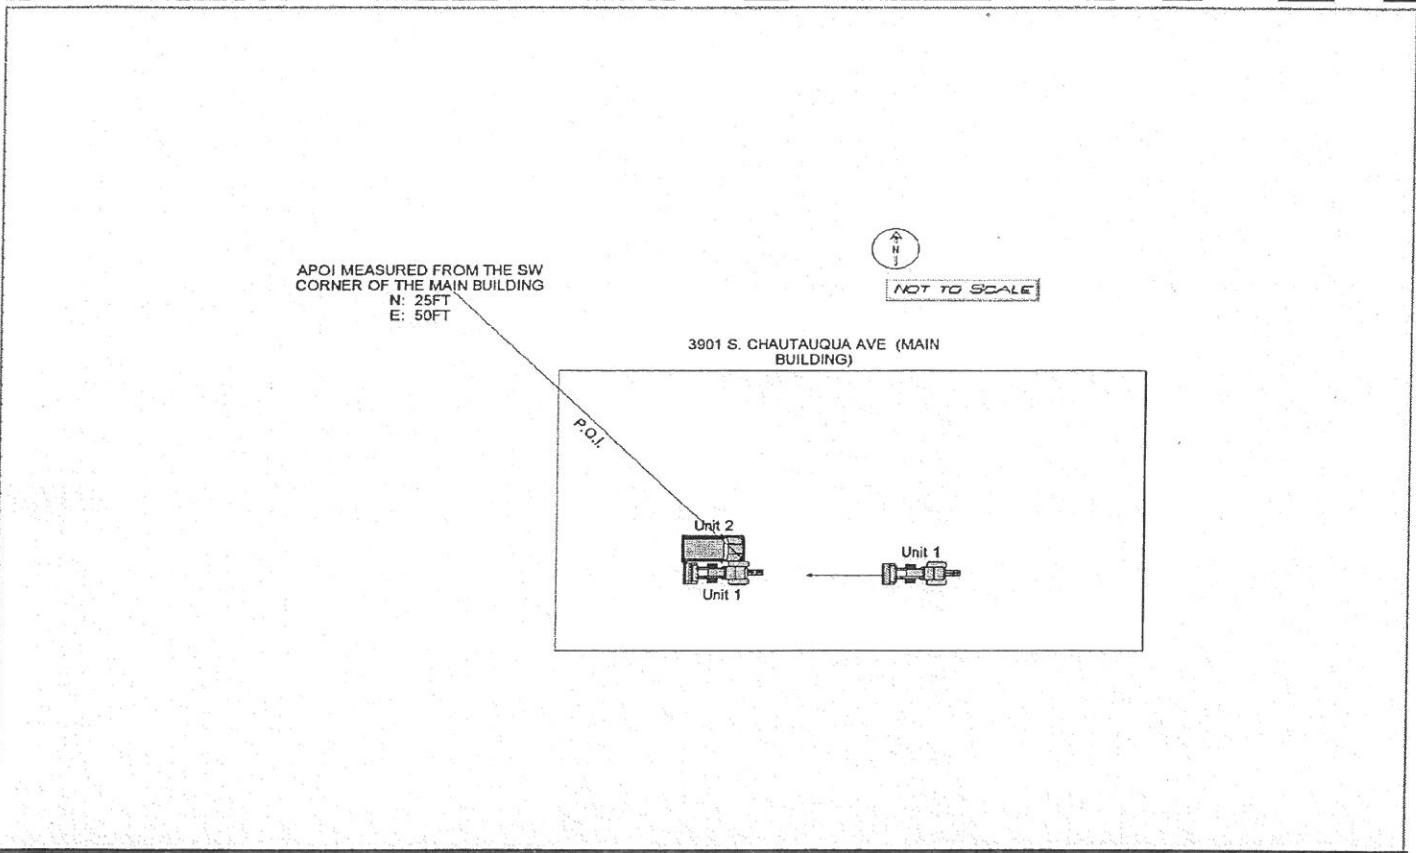 N
NOT TO SCALE
APOI MEASURED FROM THE SW
CORNER OF THE MAIN BUILDING
N: 25FT
E: 50FT
3901 S. CHAUTAUQUA AVE (MAIN
BUILDING)
P.O.I.
Unit 2
Unit 1
Unit 1